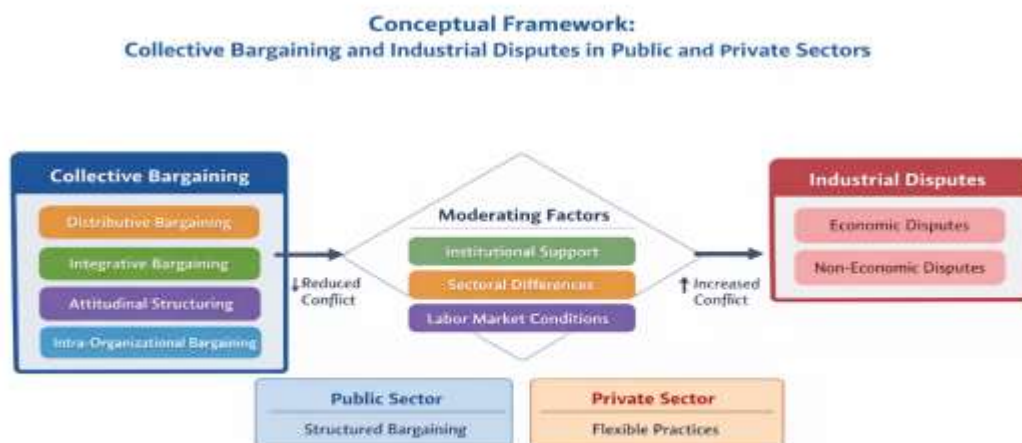 Conceptual Framework:
Collective Bargaining and Industrial Disputes in Public and Private Sectors
Collective Bargaining
Distributive Bargaining
Integrative Bargaining
Attitudinal Structuring
Intra-Organizational Bargaining
↓ Reduced
Conflict
Moderating Factors
Institutional Support
Sectoral Differences
Labor Market Conditions
↑ Increased
Conflict
Industrial Disputes
Economic Disputes
Non-Economic Disputes
Public Sector
Structured Bargaining
Private Sector
Flexible Practices